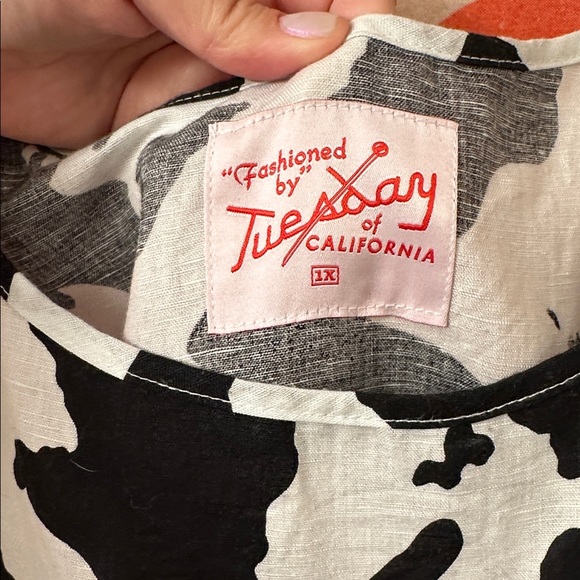 "Fashioned
by"
Tuesday
of
CALIFORNIA
1X